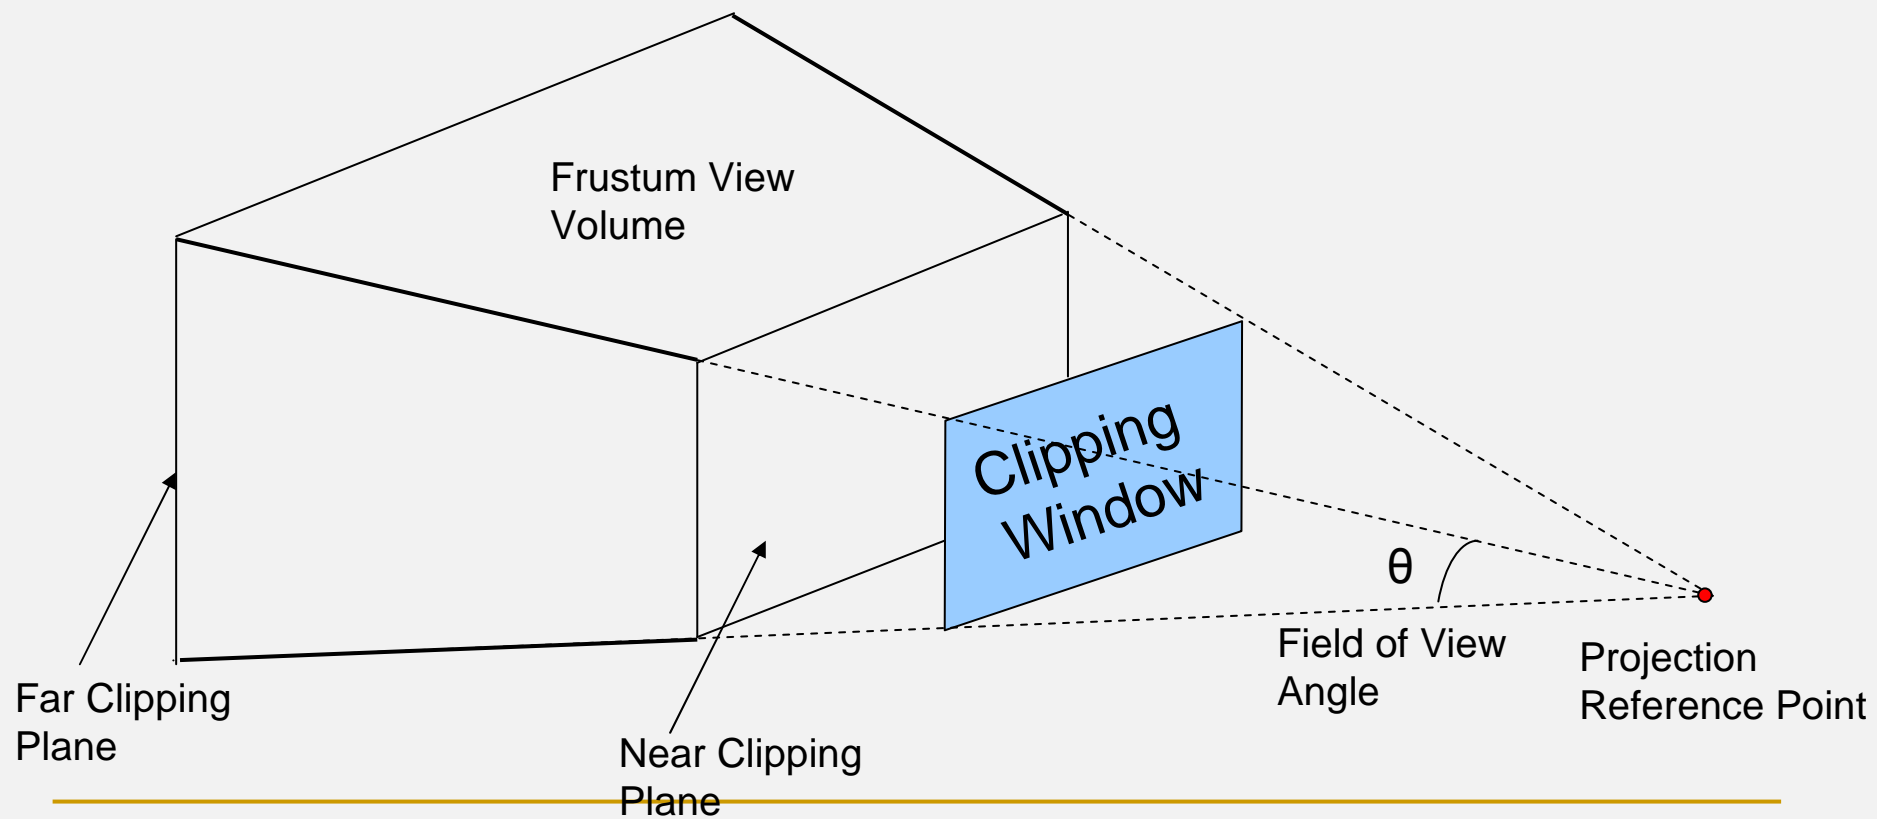 Frustum View
Volume
Clipping
Window
θ
Field of View
Angle
Projection
Reference Point
Far Clipping
Plane
Near Clipping
Plane